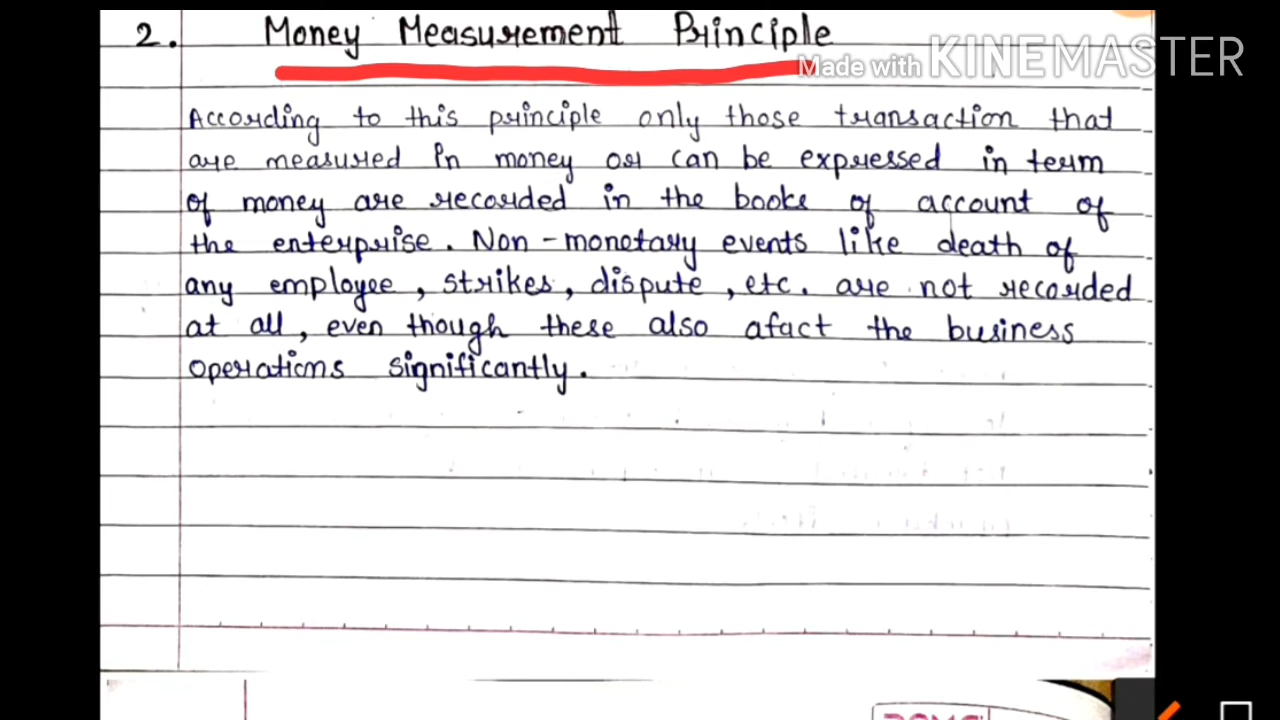 2. Money Measurement Principle
Made with KINEMASTER
According to this principle only those transaction that
are measured in money or can be expressed in term
of money are recorded in the books of account of
the enterprise. Non-monetary events like death of
any employee, strikes, dispute, etc. are not recorded
at all, even though these also afact the business
operations significantly.